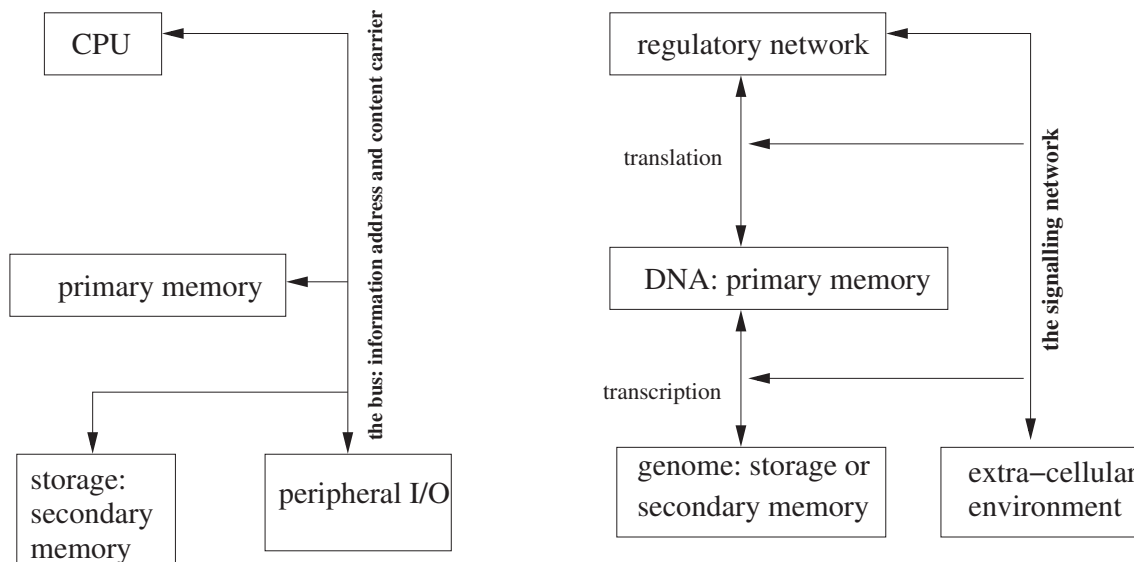 CPU
the bus: information address and content carrier
primary memory
storage:
secondary
memory
peripheral I/O
regulatory network
translation
the signalling network
DNA: primary memory
transcription
genome: storage or
secondary memory
extra−cellular
environment